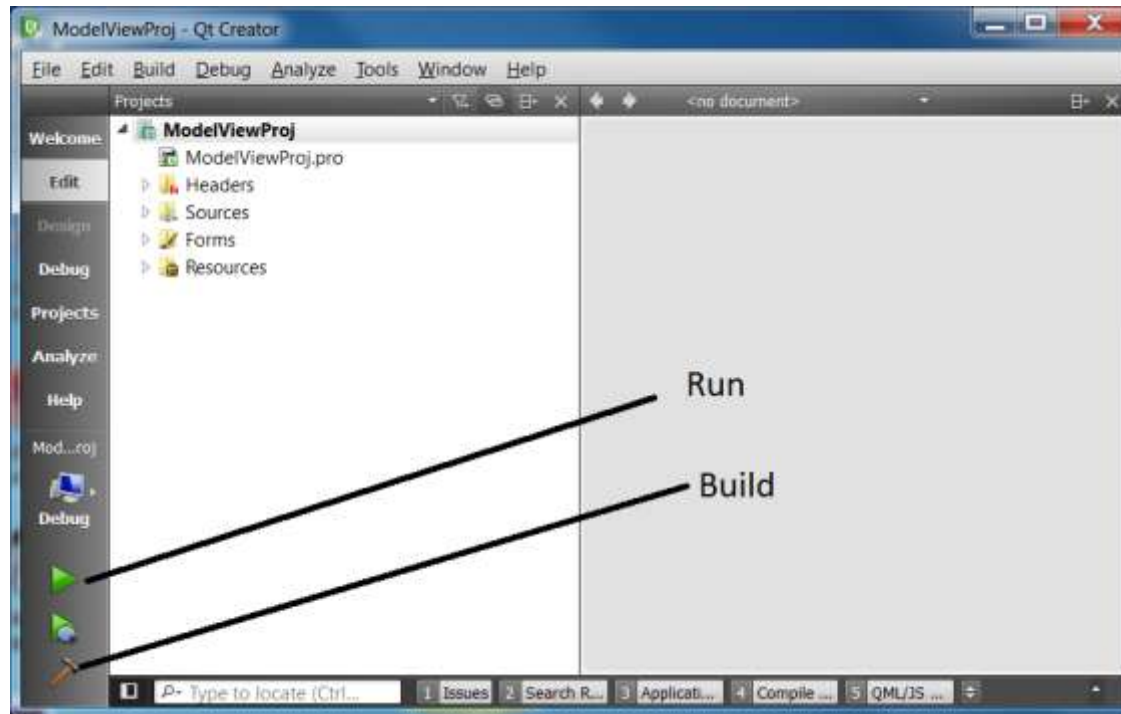 ModelViewProj - Qt Creator
File Edit Build Debug Analyze Tools Window Help
Projects
<no document>
Welcome
Edit
Design
Debug
Projects
Analyze
Help
Mod...roj
Debug
ModelViewProj
ModelViewProj.pro
Headers
Sources
Forms
Resources
Run
Build
Type to locate (Ctrl...
1 Issues 2 Search R... 3 Applicati... 4 Compile ... 5 QML/JS ...